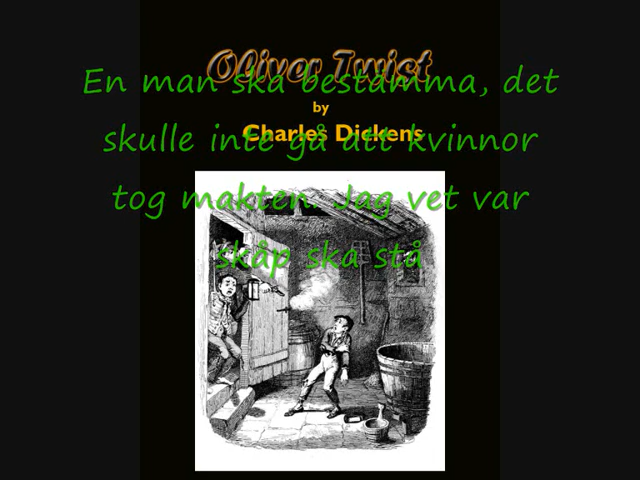 Oliver Twist
En man ska bestämma, det
by
skulle inte gå att kvinnor
Charles Dickens
tog makten. Jag vet var
skåp ska stå